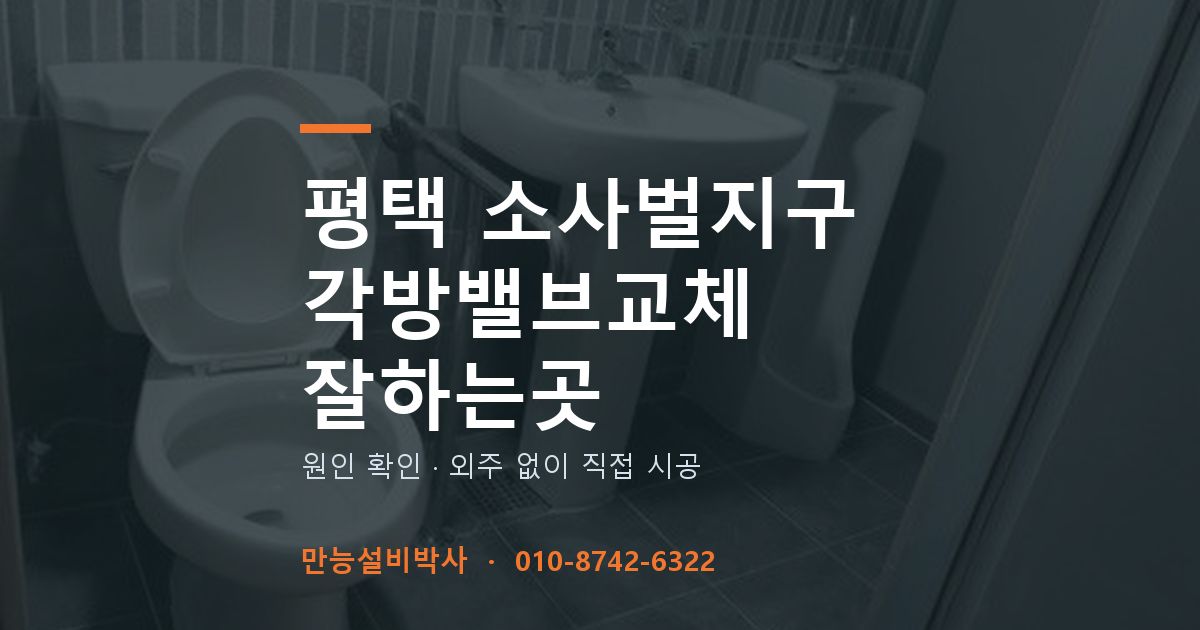 평택 소사벌지구
각방밸브교체
잘하는곳
원인 확인 · 외주 없이 직접 시공
만능설비박사 · 010-8742-6322